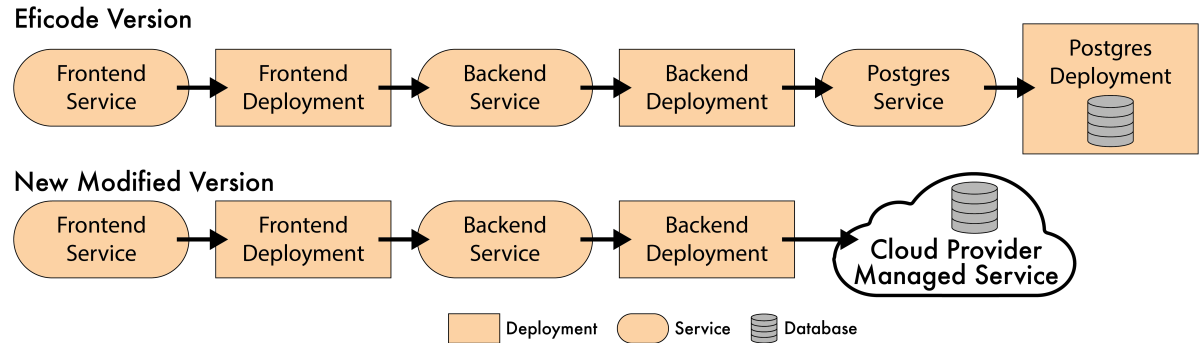 Eficode Version
Frontend
Service
Frontend
Deployment
Backend
Service
Backend
Deployment
Postgres
Service
Postgres
Deployment
New Modified Version
Frontend
Service
Frontend
Deployment
Backend
Service
Backend
Deployment
Cloud Provider
Managed Service
Deployment
Service
Database